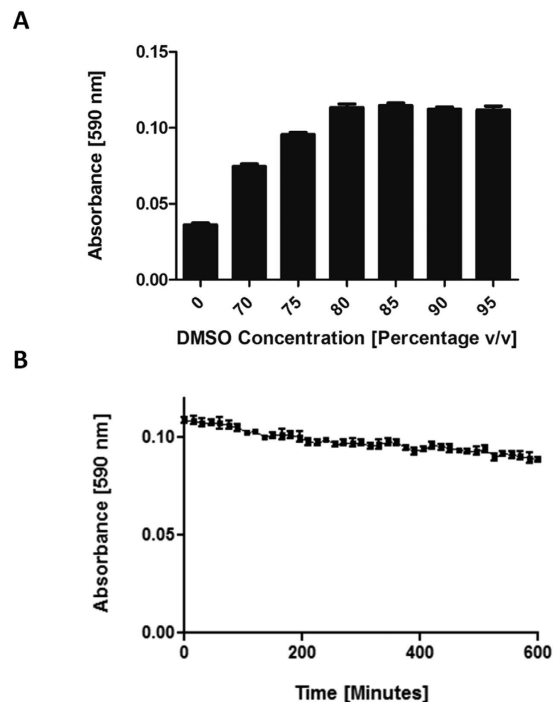 A
Absorbance [590 nm]
0.15
0.10
0.05
0.00
0 70 75 80 85 90 95
DMSO Concentration [Percentage v/v]
B
Absorbance [590 nm]
0.10
0.05
0.00
0 200 400 600
Time [Minutes]